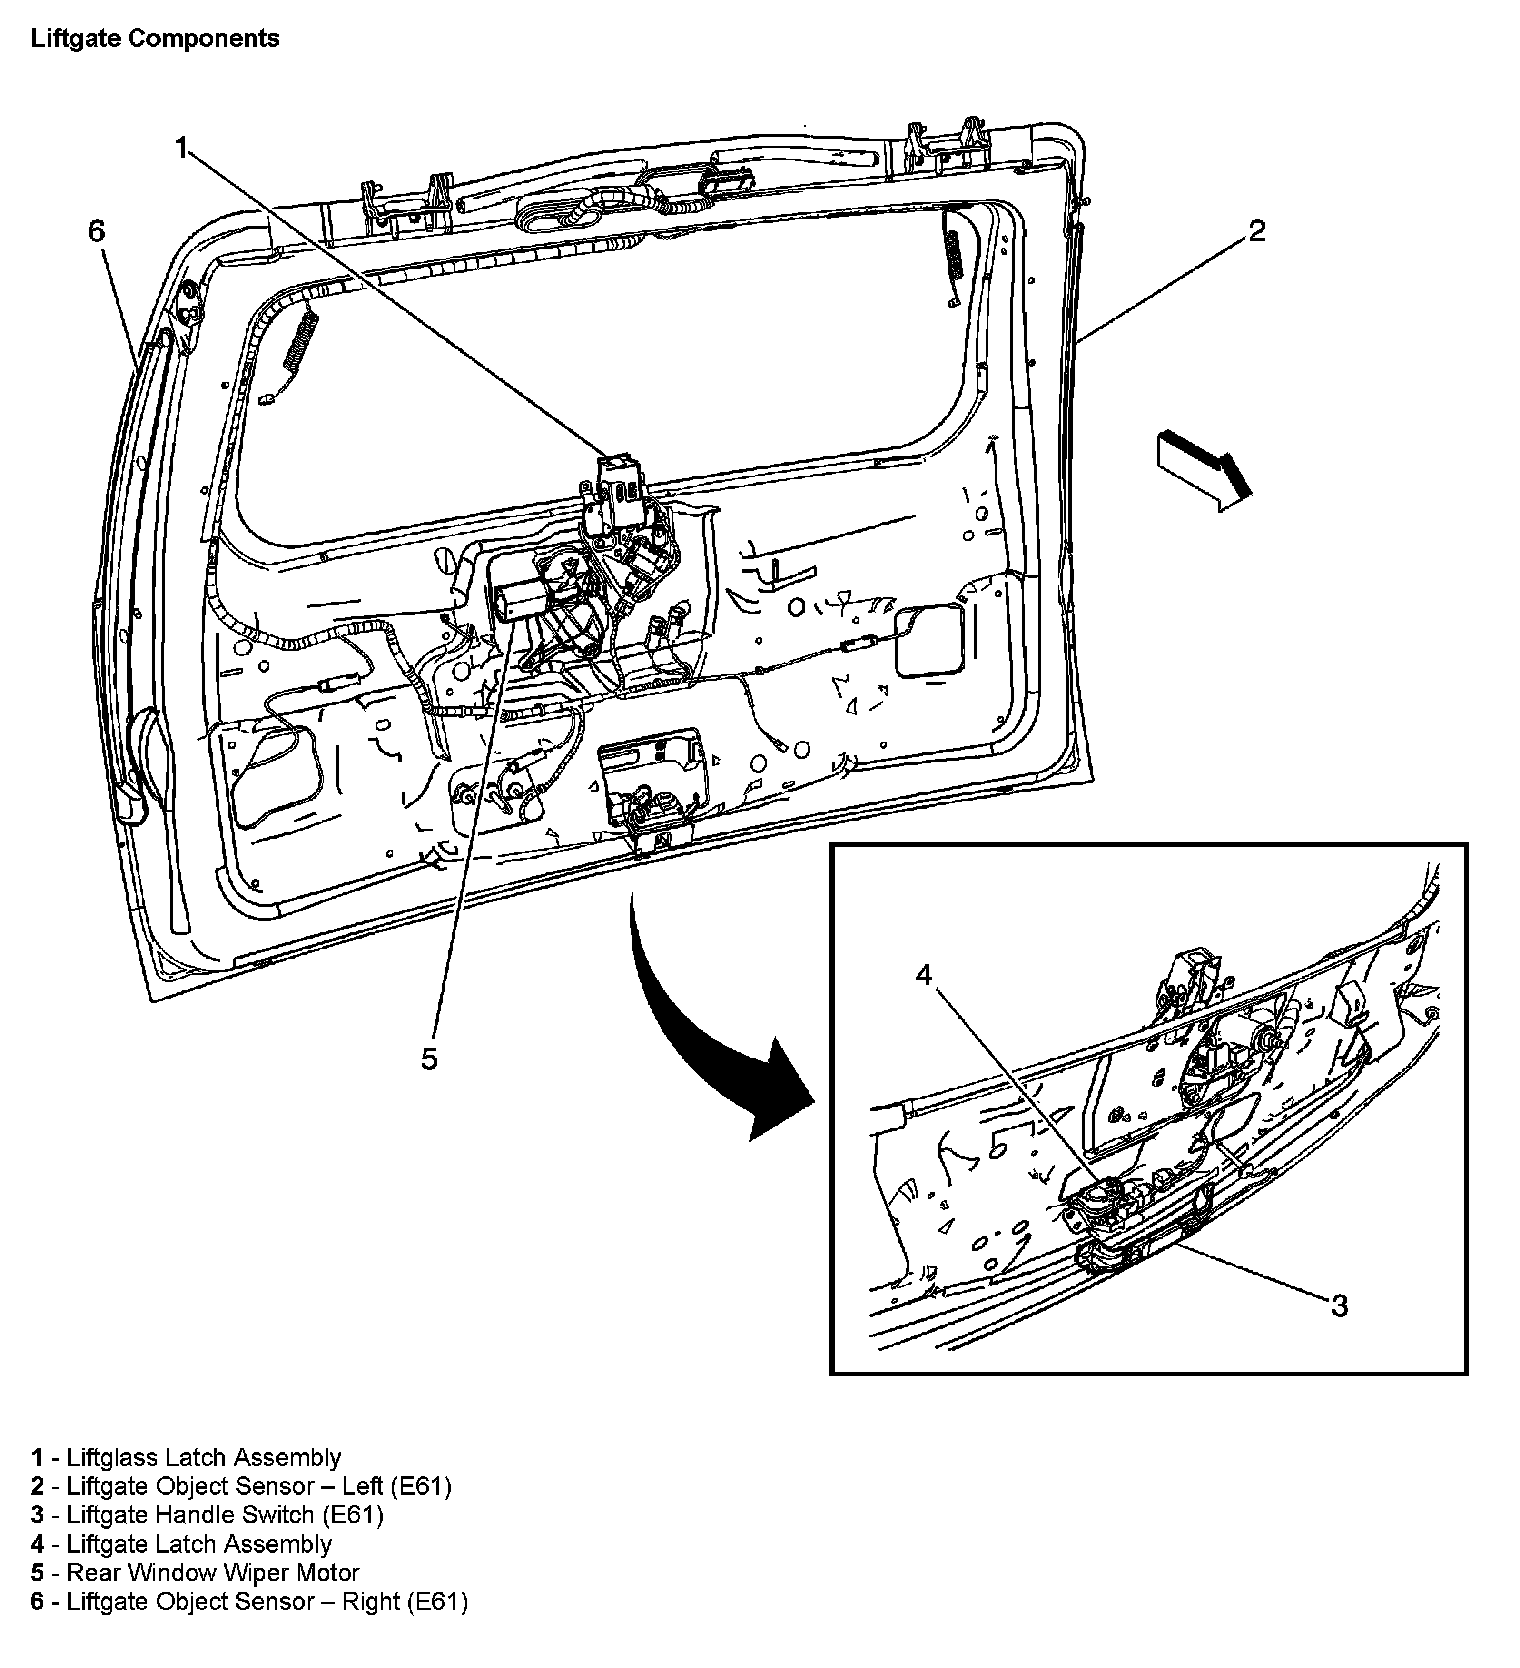 Liftgate Components
1
6
2
4
5
3
1 - Liftglass Latch Assembly
2 - Liftgate Object Sensor – Left (E61)
3 - Liftgate Handle Switch (E61)
4 - Liftgate Latch Assembly
5 - Rear Window Wiper Motor
6 - Liftgate Object Sensor – Right (E61)